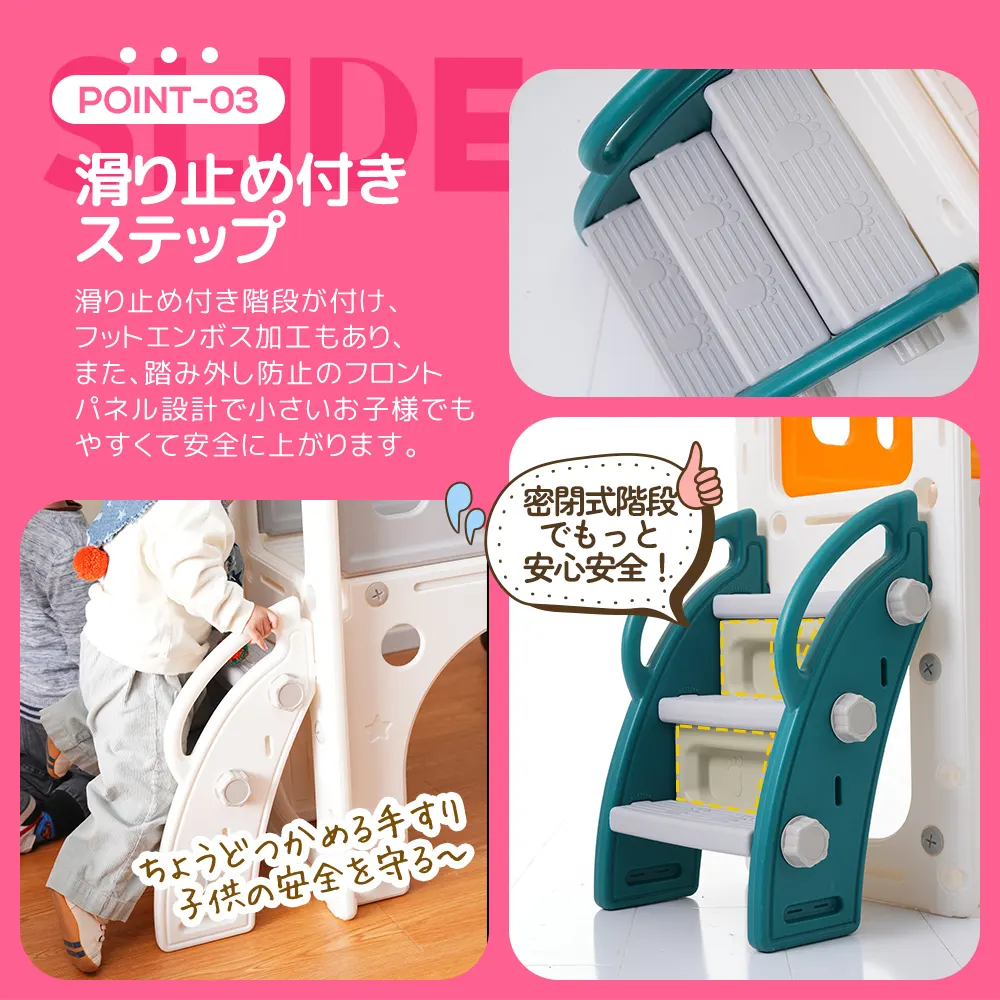 SLIDE
POINT-03
滑り止め付き
ステップ
滑り止め付き階段が付け、
フットエンボス加工もあり、
また、踏み外し防止のフロント
パネル設計で小さいお子様でも
やすくて安全に上がります。
密閉式階段
でもっと
安心安全！
ちょうどつかめる手すり
子供の安全を守る〜